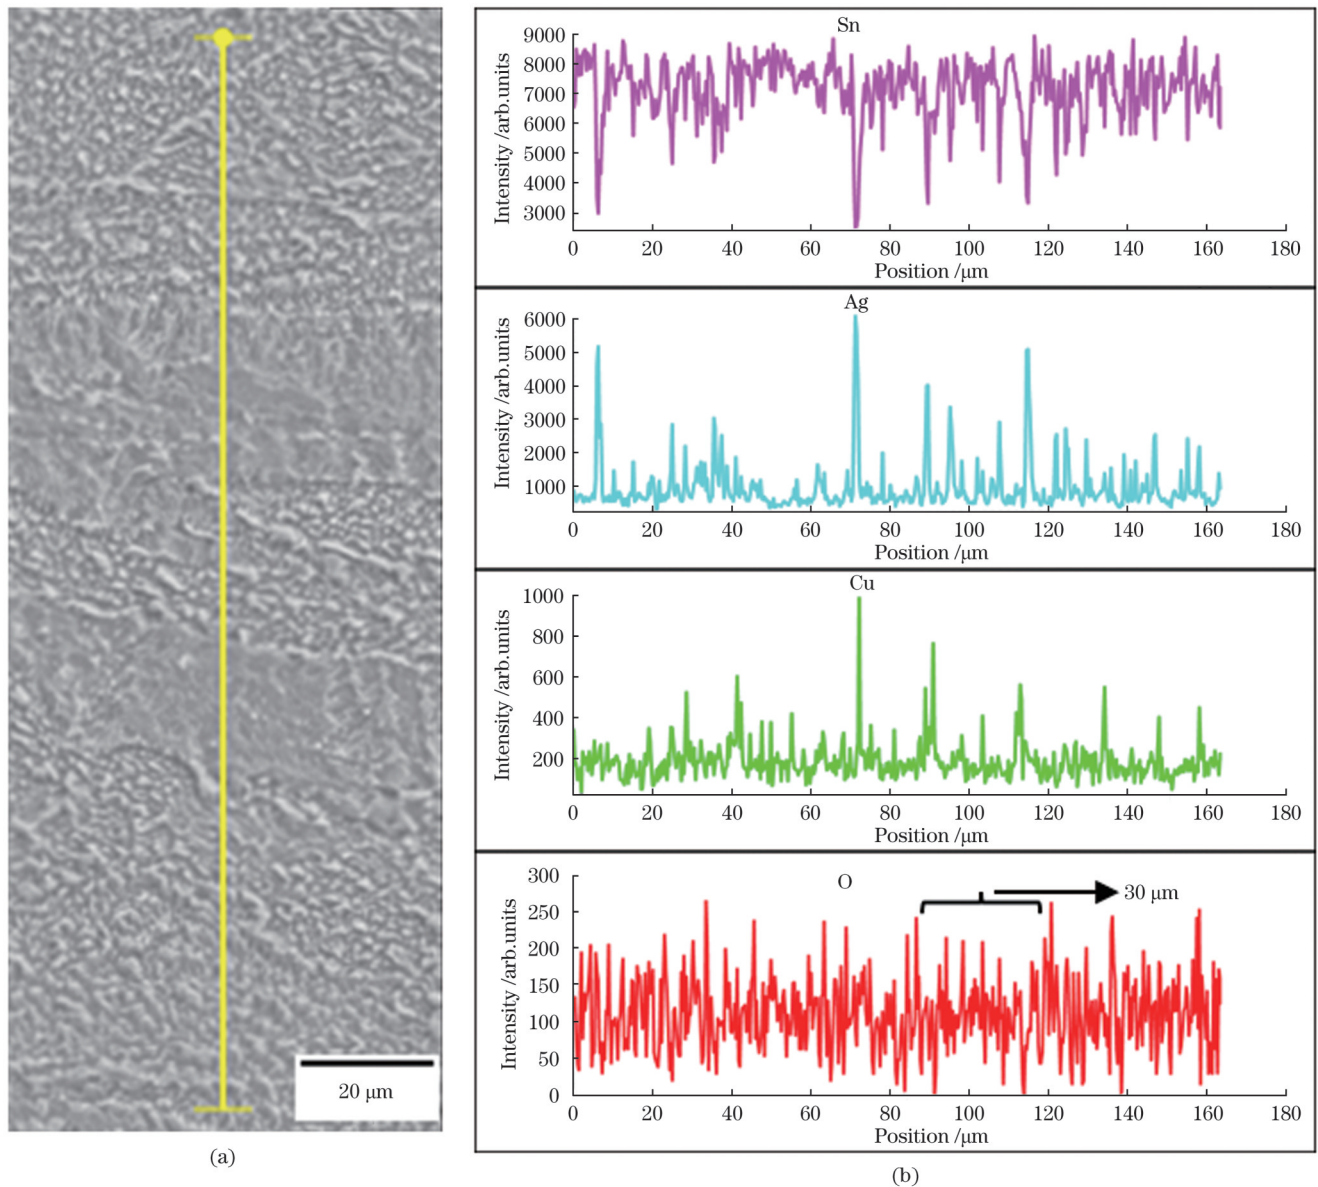 20 μm
(a)
Sn
Intensity /arb.units
9000
8000
7000
6000
5000
4000
3000
0 20 40 60 80 100 120 140 160 180
Position /μm
Ag
Intensity /arb.units
6000
5000
4000
3000
2000
1000
0 20 40 60 80 100 120 140 160 180
Position /μm
Cu
Intensity /arb.units
1000
800
600
400
200
0 20 40 60 80 100 120 140 160 180
Position /μm
O
30 μm
Intensity /arb.units
300
250
200
150
100
50
0
0 20 40 60 80 100 120 140 160 180
Position /μm
(b)